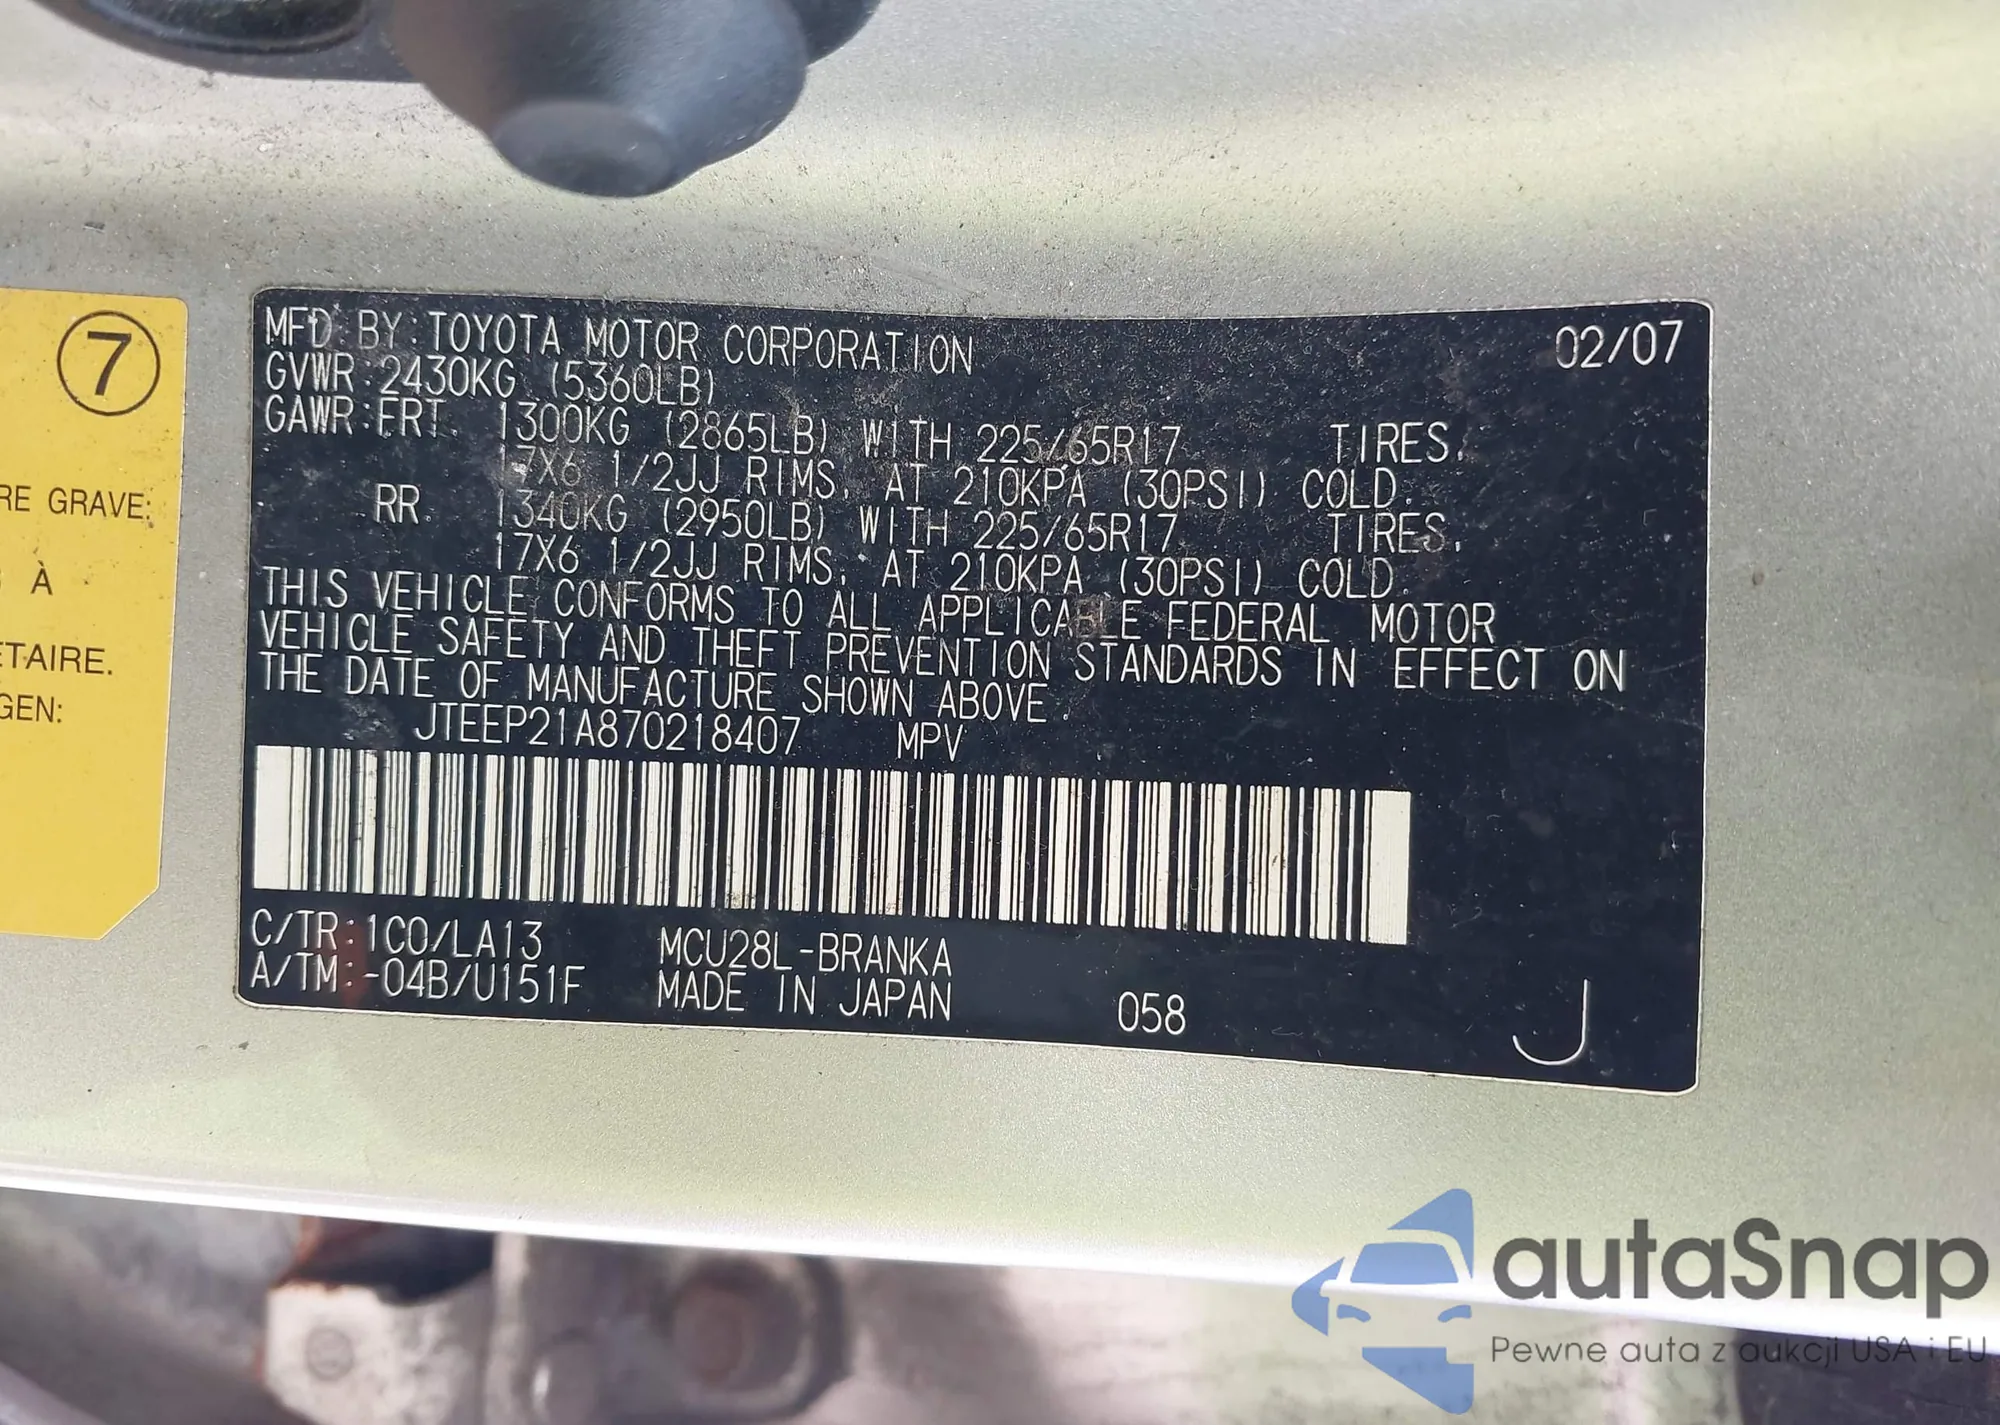 7
RE GRAVE:
À
ETAIRE.
GEN:
MFD BY: TOYOTA MOTOR CORPORATION 02/07
GVWR: 2430KG (5360LB)
GAWR: FRT. 1300KG (2865LB) WITH 225/65R17 TIRES.
17X6 1/2JJ RIMS, AT 210KPA (30PSI) COLD.
RR. 1340KG (2950LB) WITH 225/65R17 TIRES.
17X6 1/2JJ RIMS, AT 210KPA (30PSI) COLD.
THIS VEHICLE CONFORMS TO ALL APPLICABLE FEDERAL MOTOR
VEHICLE SAFETY AND THEFT PREVENTION STANDARDS IN EFFECT ON
THE DATE OF MANUFACTURE SHOWN ABOVE.
JTEEP21A870218407 MPV
C/TR: 1C0/LA13 MCU28L-BRANKA
A/TM: -04B/U151F MADE IN JAPAN 058 J
autaSnap
Pewne auta z aukcji USA i EU